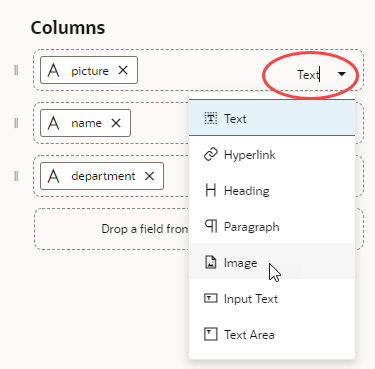 Columns
picture
Text
name
department
Drop a field from
Text
Hyperlink
Heading
Paragraph
Image
Input Text
Text Area